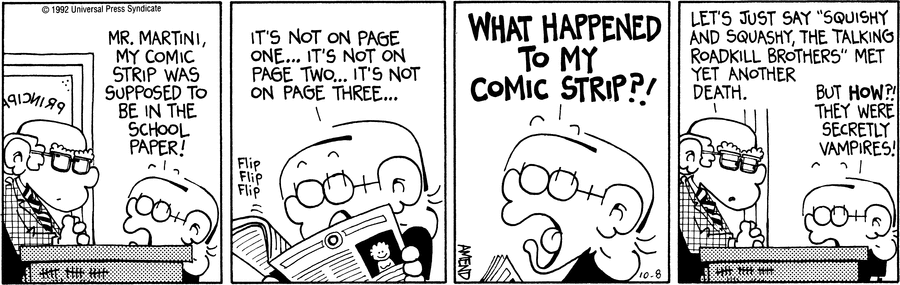 © 1992 Universal Press Syndicate
PRINCIPA
MR. MARTINI,
MY COMIC
STRIP WAS
SUPPOSED TO
BE IN THE
SCHOOL
PAPER!
IT'S NOT ON PAGE
ONE... IT'S NOT ON
PAGE TWO... IT'S NOT
ON PAGE THREE...
Flip
Flip
Flip
WHAT HAPPENED
TO MY
COMIC STRIP?!
AMEND
10-8
LET'S JUST SAY "SQUISHY
AND SQUASHY, THE TALKING
ROADKILL BROTHERS" MET
YET ANOTHER
DEATH.
BUT HOW?!
THEY WERE
SECRETLY
VAMPIRES!